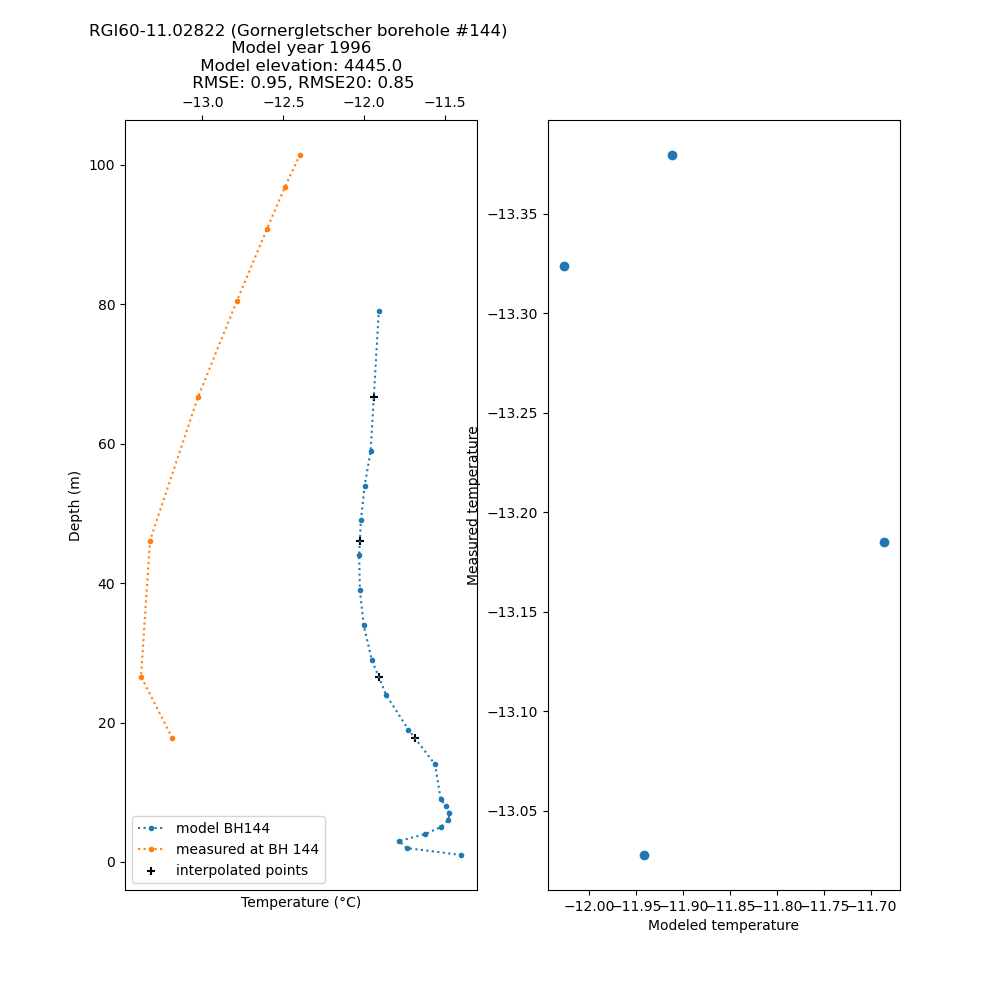 RGI60-11.02822 (Gornergletscher borehole #144)
Model year 1996
Model elevation: 4445.0
RMSE: 0.95, RMSE20: 0.85
−13.0 −12.5 −12.0 −11.5
100
80
60
40
20
0
Depth (m)
model BH144
measured at BH 144
interpolated points
Temperature (°C)
−13.35
−13.30
−13.25
−13.20
−13.15
−13.10
−13.05
Measured temperature
−12.00 −11.95 −11.90 −11.85 −11.80 −11.75 −11.70
Modeled temperature